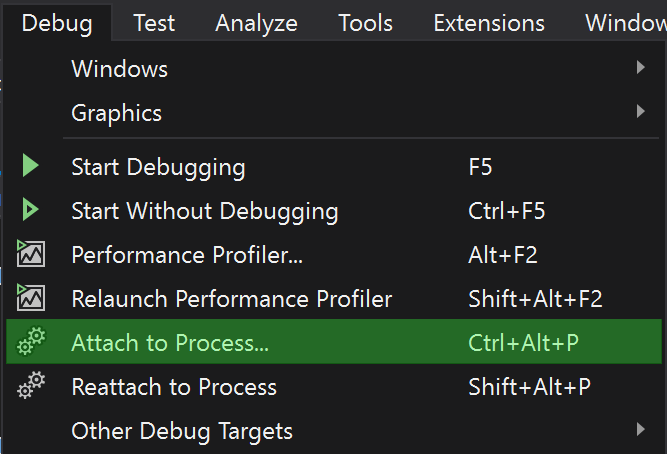 Debug Test Analyze Tools Extensions Window
Windows
Graphics
Start Debugging F5
Start Without Debugging Ctrl+F5
Performance Profiler... Alt+F2
Relaunch Performance Profiler Shift+Alt+F2
Attach to Process... Ctrl+Alt+P
Reattach to Process Shift+Alt+P
Other Debug Targets